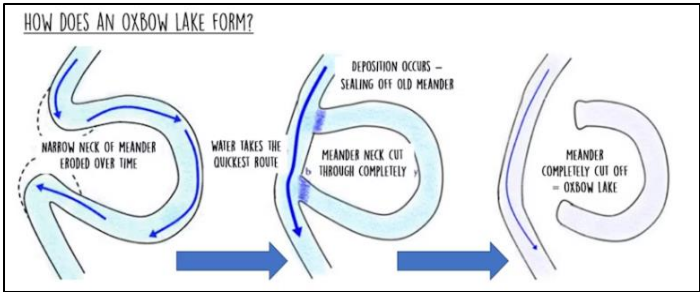 HOW DOES AN OXBOW LAKE FORM?
NARROW NECK OF MEANDER
ERODED OVER TIME
WATER TAKES THE
QUICKEST ROUTE
DEPOSITION OCCURS –
SEALING OFF OLD MEANDER
MEANDER NECK CUT
b THROUGH COMPLETELY y
MEANDER
COMPLETELY CUT OFF
= OXBOW LAKE